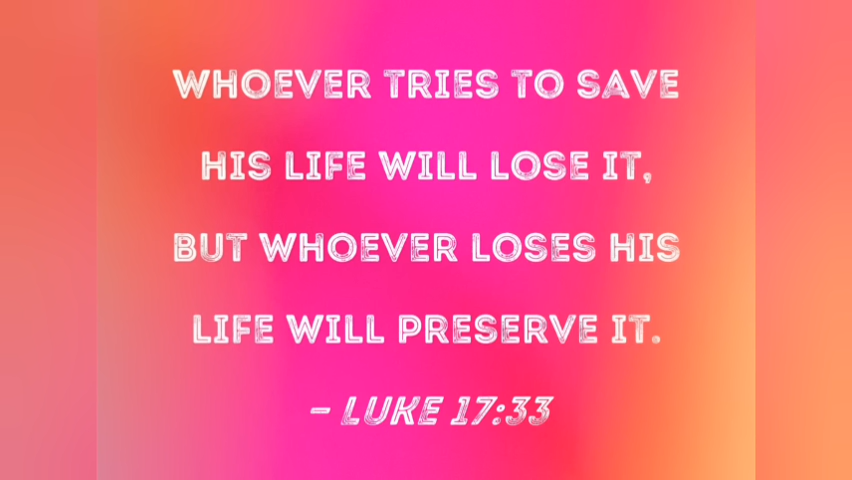 WHOEVER TRIES TO SAVE
HIS LIFE WILL LOSE IT,
BUT WHOEVER LOSES HIS
LIFE WILL PRESERVE IT.
– LUKE 17:33